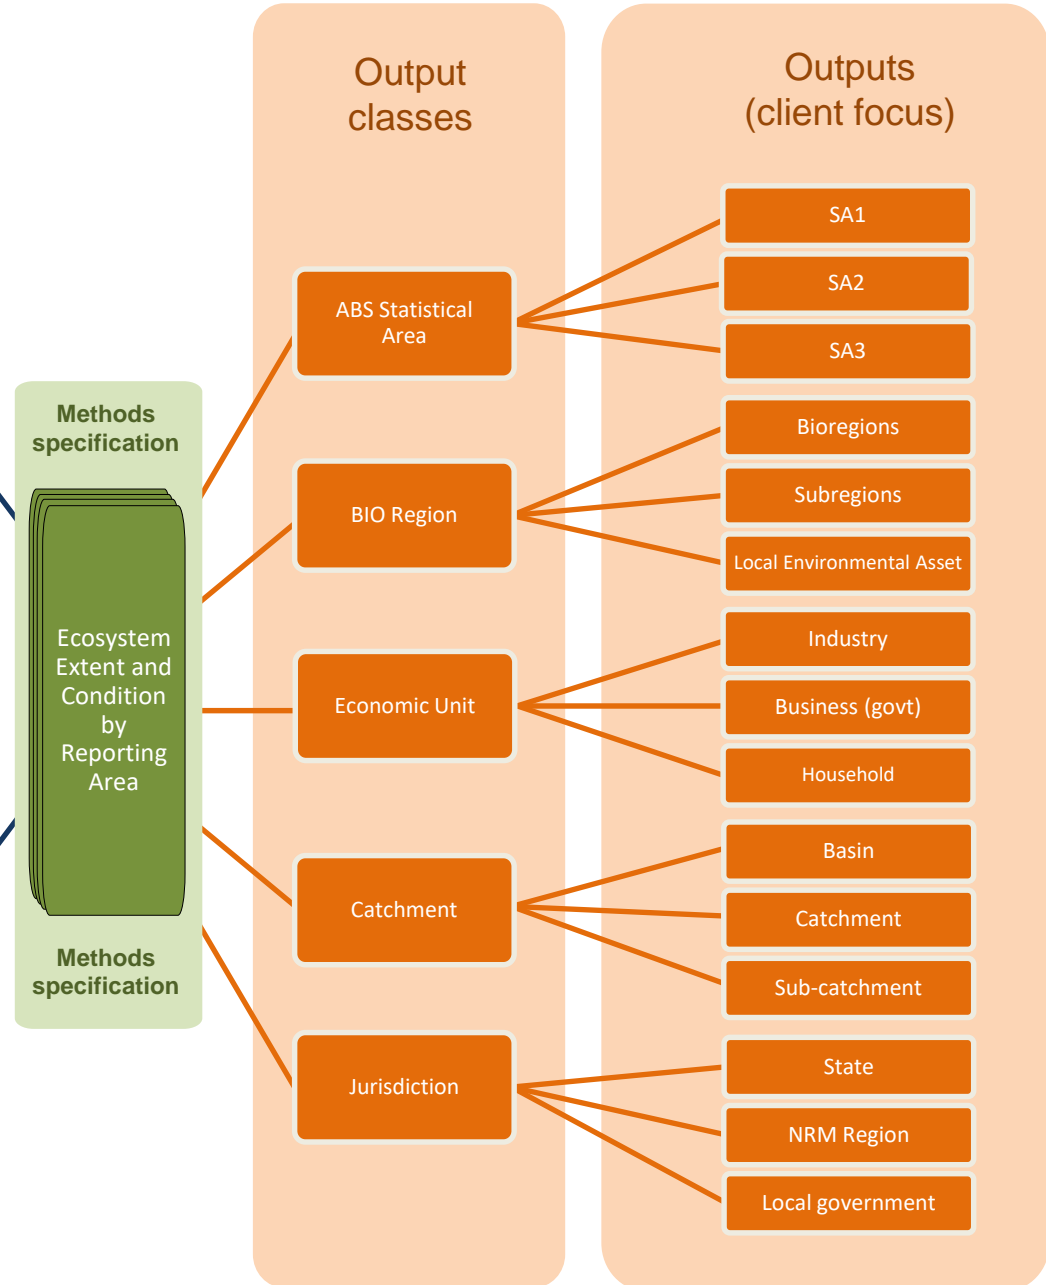 Methods
specification
Ecosystem
Extent and
Condition
by
Reporting
Area
Methods
specification
Output
classes
ABS Statistical
Area
BIO Region
Economic Unit
Catchment
Jurisdiction
Outputs
(client focus)
SA1
SA2
SA3
Bioregions
Subregions
Local Environmental Asset
Industry
Business (govt)
Household
Basin
Catchment
Sub-catchment
State
NRM Region
Local government